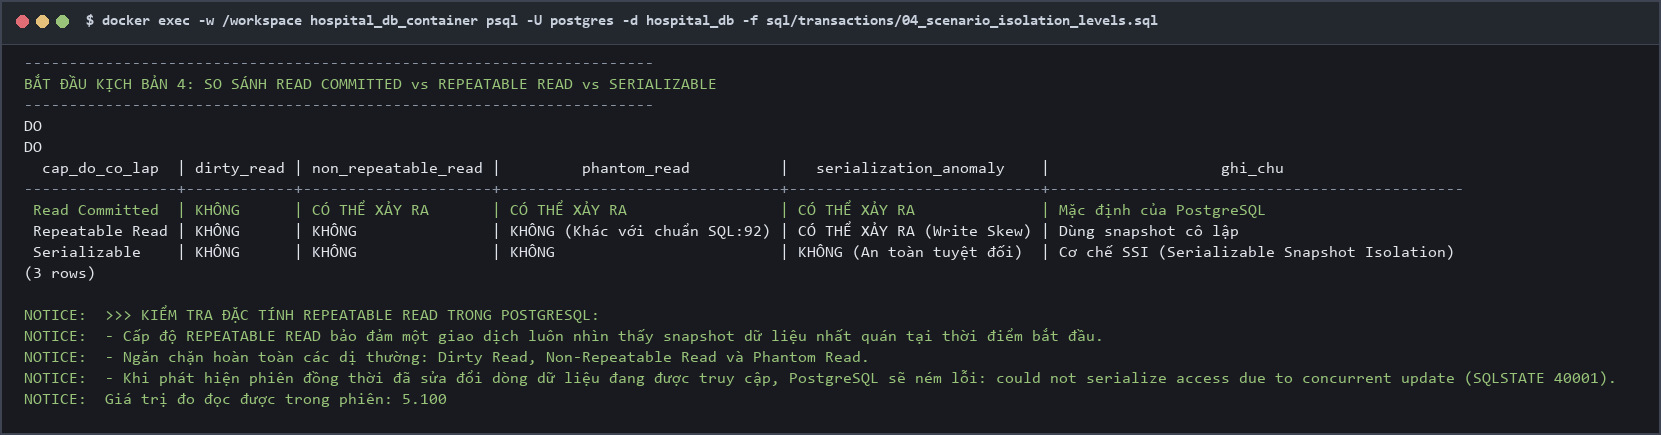 $ docker exec -w /workspace hospital_db_container psql -U postgres -d hospital_db -f sql/transactions/04_scenario_isolation_levels.sql
----------------------------------------------------------------------
BẮT ĐẦU KỊCH BẢN 4: SO SÁNH READ COMMITTED vs REPEATABLE READ vs SERIALIZABLE
----------------------------------------------------------------------
DO
DO
  cap_do_co_lap  | dirty_read | non_repeatable_read |         phantom_read          |   serialization_anomaly    |                   ghi_chu
-----------------+------------+---------------------+-------------------------------+----------------------------+----------------------------------------------
 Read Committed  | KHÔNG      | CÓ THỂ XẢY RA       | CÓ THỂ XẢY RA                 | CÓ THỂ XẢY RA              | Mặc định của PostgreSQL
 Repeatable Read | KHÔNG      | KHÔNG               | KHÔNG (Khác với chuẩn SQL:92) | CÓ THỂ XẢY RA (Write Skew) | Dùng snapshot cô lập
 Serializable    | KHÔNG      | KHÔNG               | KHÔNG                         | KHÔNG (An toàn tuyệt đối)  | Cơ chế SSI (Serializable Snapshot Isolation)
(3 rows)
NOTICE:  >>> KIỂM TRA ĐẶC TÍNH REPEATABLE READ TRONG POSTGRESQL:
NOTICE:  - Cấp độ REPEATABLE READ bảo đảm một giao dịch luôn nhìn thấy snapshot dữ liệu nhất quán tại thời điểm bắt đầu.
NOTICE:  - Ngăn chặn hoàn toàn các dị thường: Dirty Read, Non-Repeatable Read và Phantom Read.
NOTICE:  - Khi phát hiện phiên đồng thời đã sửa đổi dòng dữ liệu đang được truy cập, PostgreSQL sẽ ném lỗi: could not serialize access due to concurrent update (SQLSTATE 40001).
NOTICE:  Giá trị đo đọc được trong phiên: 5.100